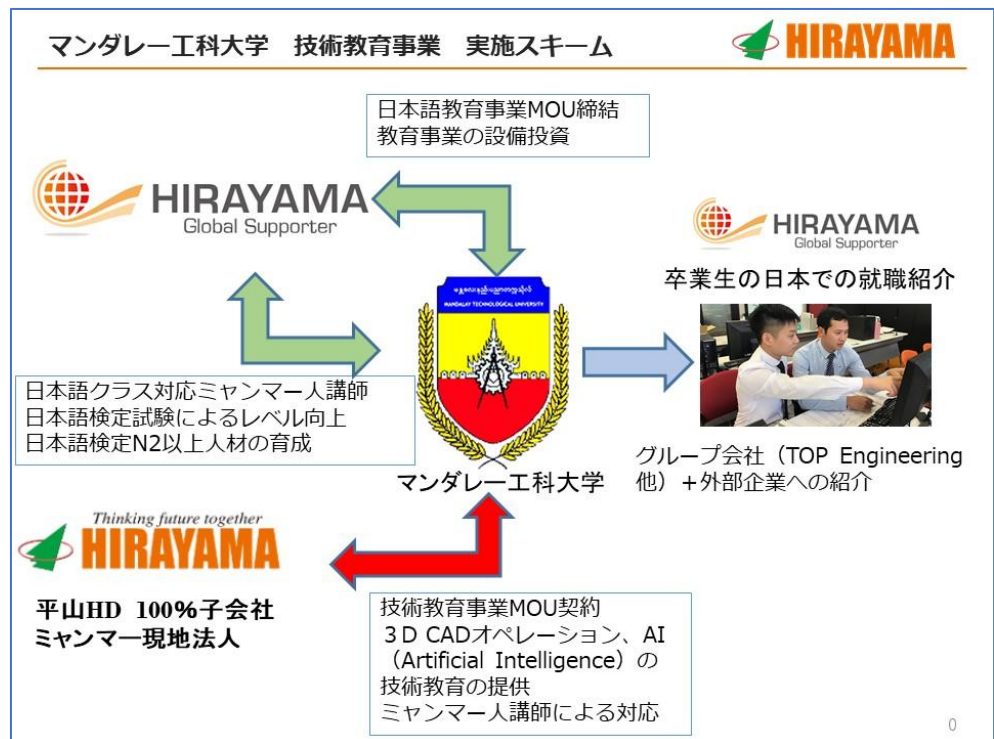 マンダレー工科大学　技術教育事業　実施スキーム
HIRAYAMA
日本語教育事業MOU締結
教育事業の設備投資
HIRAYAMA
Global Supporter
HIRAYAMA
Global Supporter
卒業生の日本での就職紹介
MANDALAY TECHNOLOGICAL UNIVERSITY
日本語クラス対応ミャンマー人講師
日本語検定試験によるレベル向上
日本語検定N2以上人材の育成
マンダレー工科大学
グループ会社（TOP Engineering
他）＋外部企業への紹介
Thinking future together
HIRAYAMA
平山HD 100%子会社
ミャンマー現地法人
技術教育事業MOU契約
３D CADオペレーション、AI
（Artificial Intelligence）の
技術教育の提供
ミャンマー人講師による対応
0